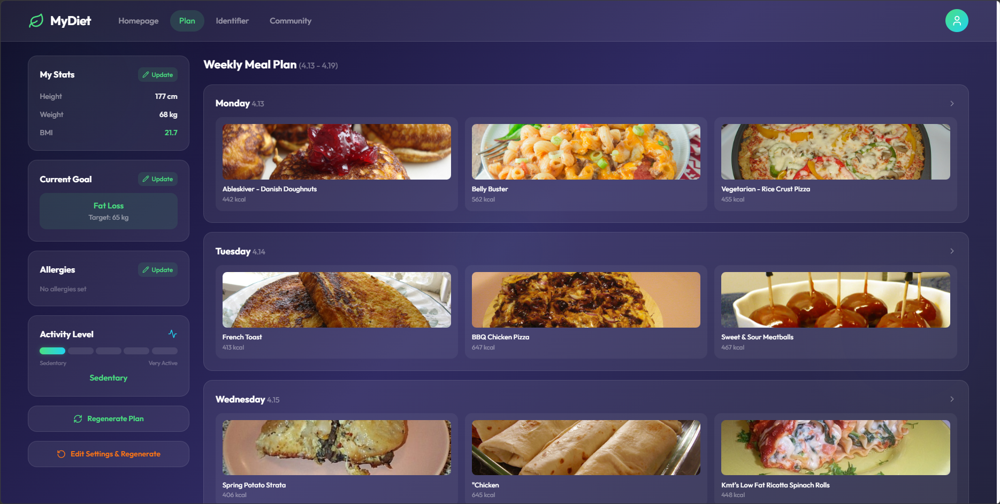 MyDiet
Homepage
Plan
Identifier
Community
My Stats
Update
Height
177 cm
Weight
68 kg
BMI
21.7
Current Goal
Update
Fat Loss
Target: 65 kg
Allergies
Update
No allergies set
Activity Level
Sedentary
Very Active
Sedentary
Regenerate Plan
Edit Settings & Regenerate
Weekly Meal Plan (4.13 - 4.19)
Monday 4.13
Ableskiver - Danish Doughnuts
442 kcal
Belly Buster
562 kcal
Vegetarian - Rice Crust Pizza
455 kcal
Tuesday 4.14
French Toast
413 kcal
BBQ Chicken Pizza
647 kcal
Sweet & Sour Meatballs
467 kcal
Wednesday 4.15
Spring Potato Strata
406 kcal
"Chicken
645 kcal
Kmt's Low Fat Ricotta Spinach Rolls
448 kcal